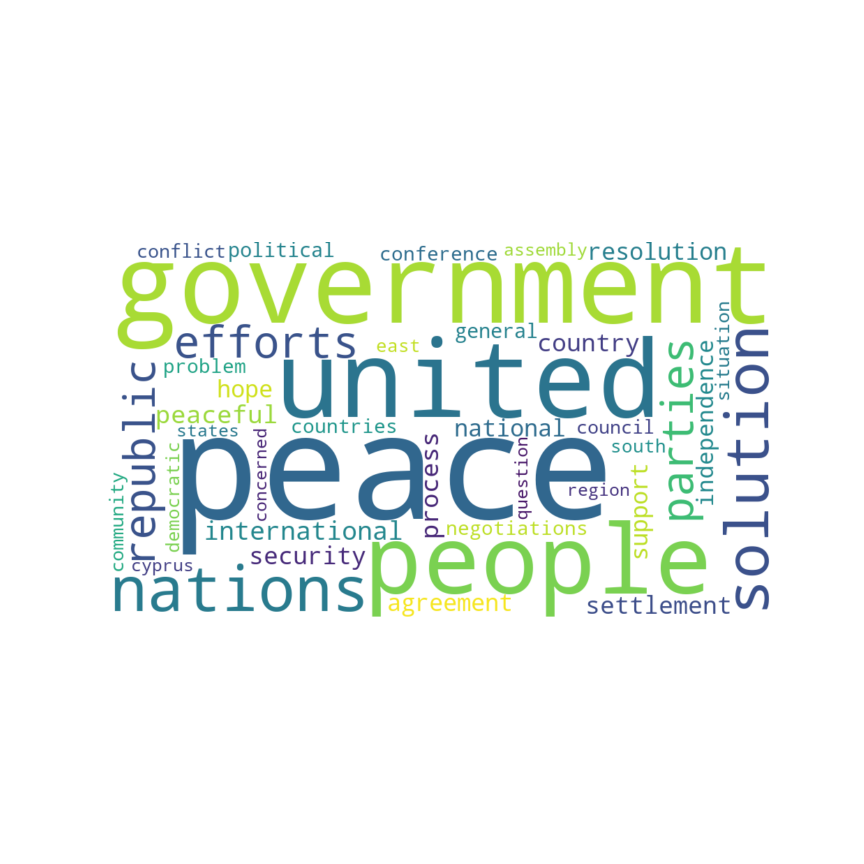 conflict
political
conference
assembly
resolution
government
efforts
general
country
situation
problem
east
united
hope
peaceful
republic
states
countries
national
council
parties
independence
solution
south
peace
democratic
concerned
process
question
region
community
international
support
negotiations
cyprus
security
people
nations
agreement
settlement